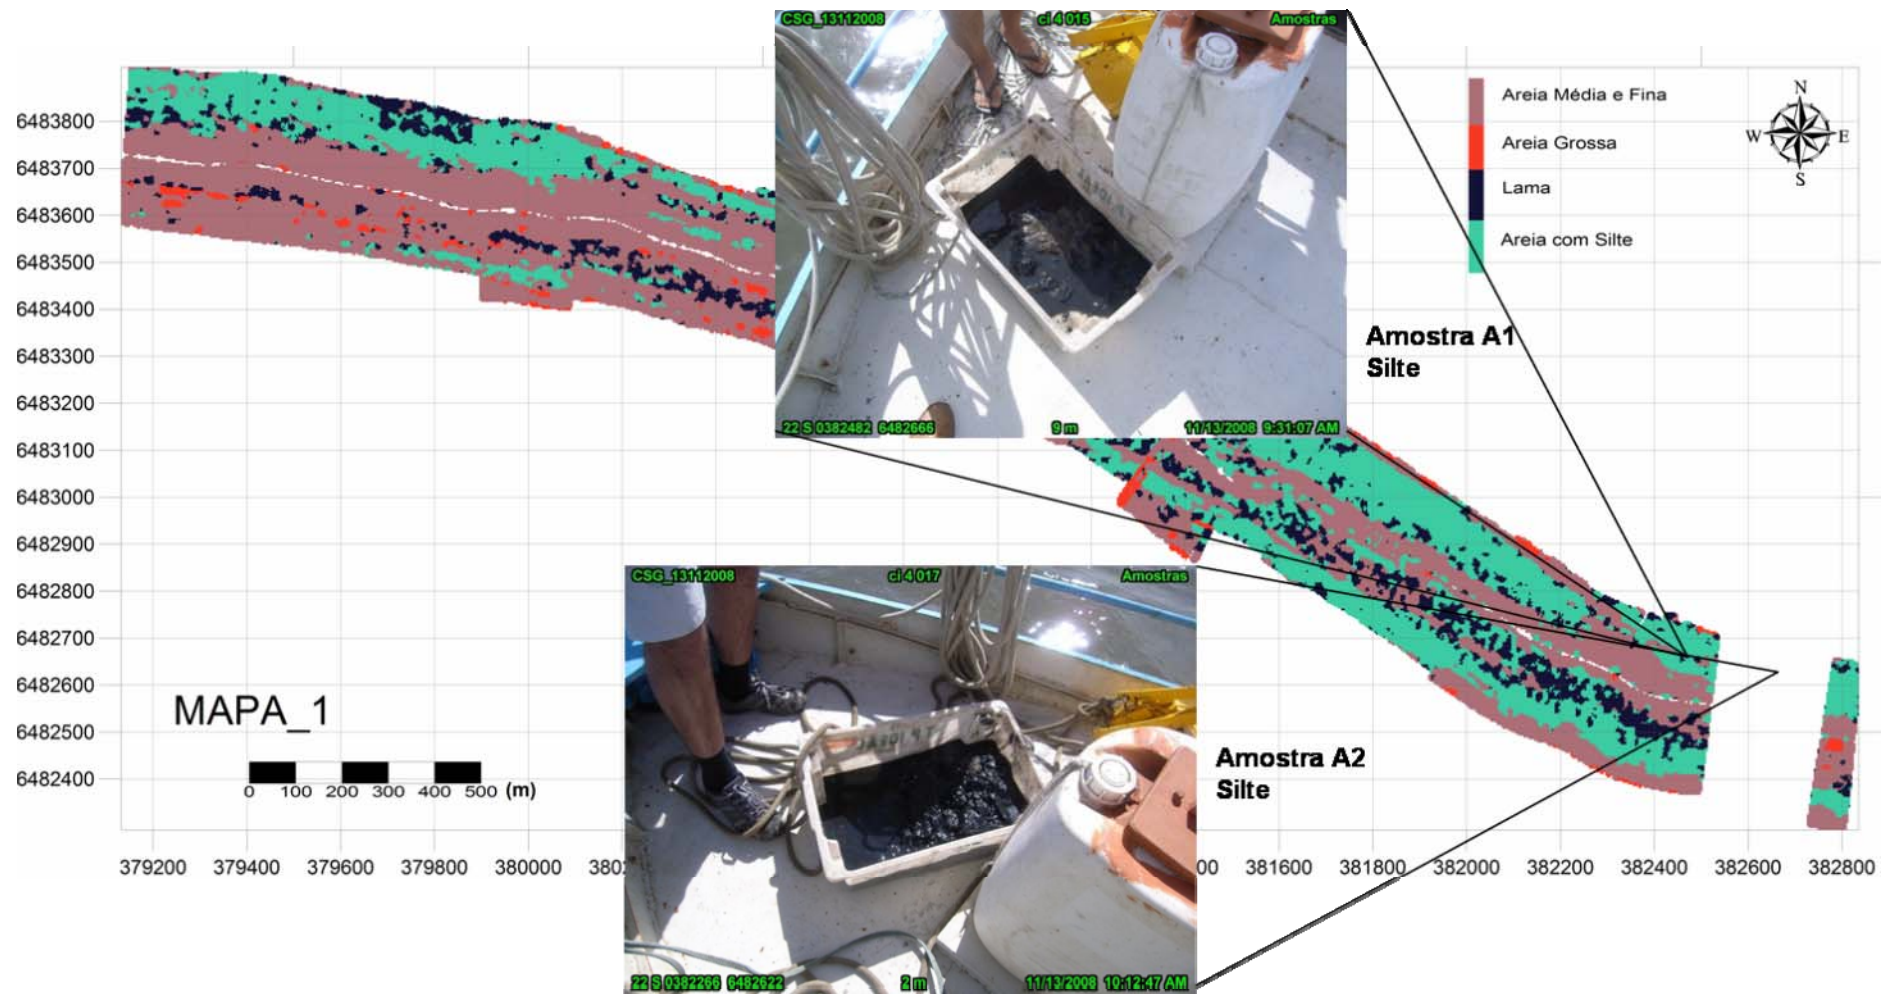 CSG_13112008 ci 4 015 Amostras
22 S 0382482 6482666 9 m 11/13/2008 9:31:07 AM
Areia Média e Fina
Areia Grossa
Lama
Areia com Silte
N
W E
S
Amostra A1
Silte
6483800
6483700
6483600
6483500
6483400
6483300
6483200
6483100
6483000
6482900
6482800
6482700
6482600
6482500
6482400
CSG_13112008 ci 4 017 Amostras
22 S 0382266 6482622 2 m 11/13/2008 10:12:47 AM
Amostra A2
Silte
MAPA_1
0 100 200 300 400 500 (m)
379200 379400 379600 379800 380000 3802 00 381600 381800 382000 382200 382400 382600 382800